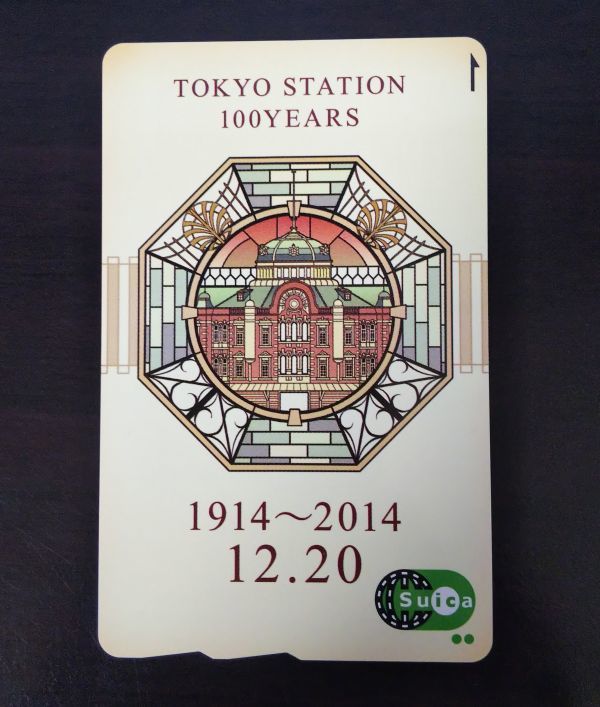 TOKYO STATION
100YEARS
1914～2014
12.20
Suica